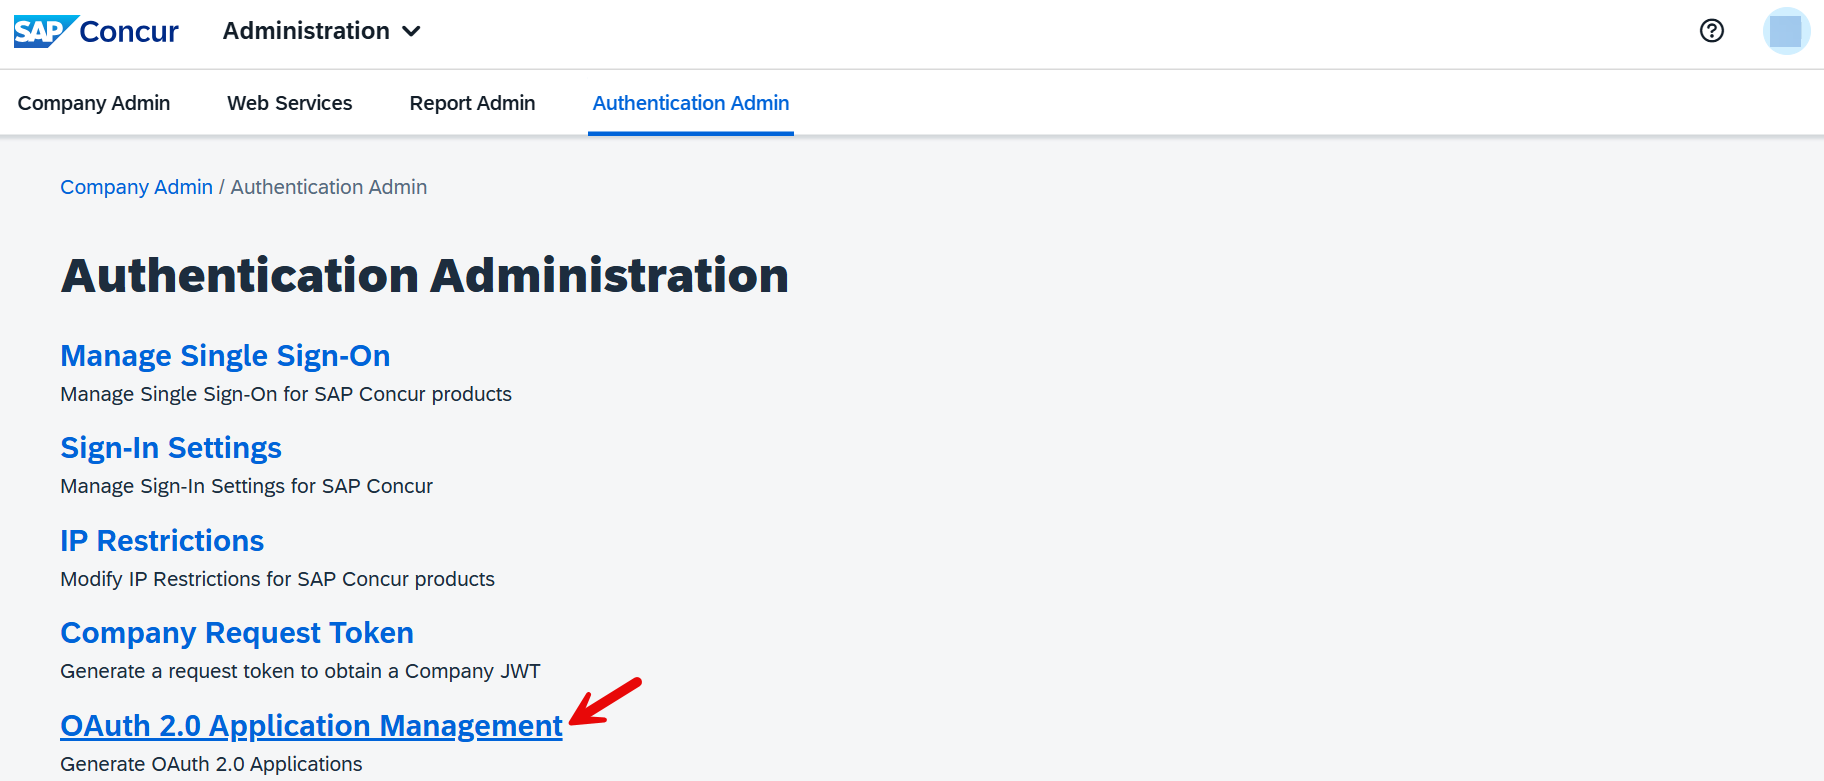 SAP Concur Administration
Company Admin Web Services Report Admin Authentication Admin
Company Admin / Authentication Admin
Authentication Administration
Manage Single Sign-On
Manage Single Sign-On for SAP Concur products
Sign-In Settings
Manage Sign-In Settings for SAP Concur
IP Restrictions
Modify IP Restrictions for SAP Concur products
Company Request Token
Generate a request token to obtain a Company JWT
OAuth 2.0 Application Management
Generate OAuth 2.0 Applications